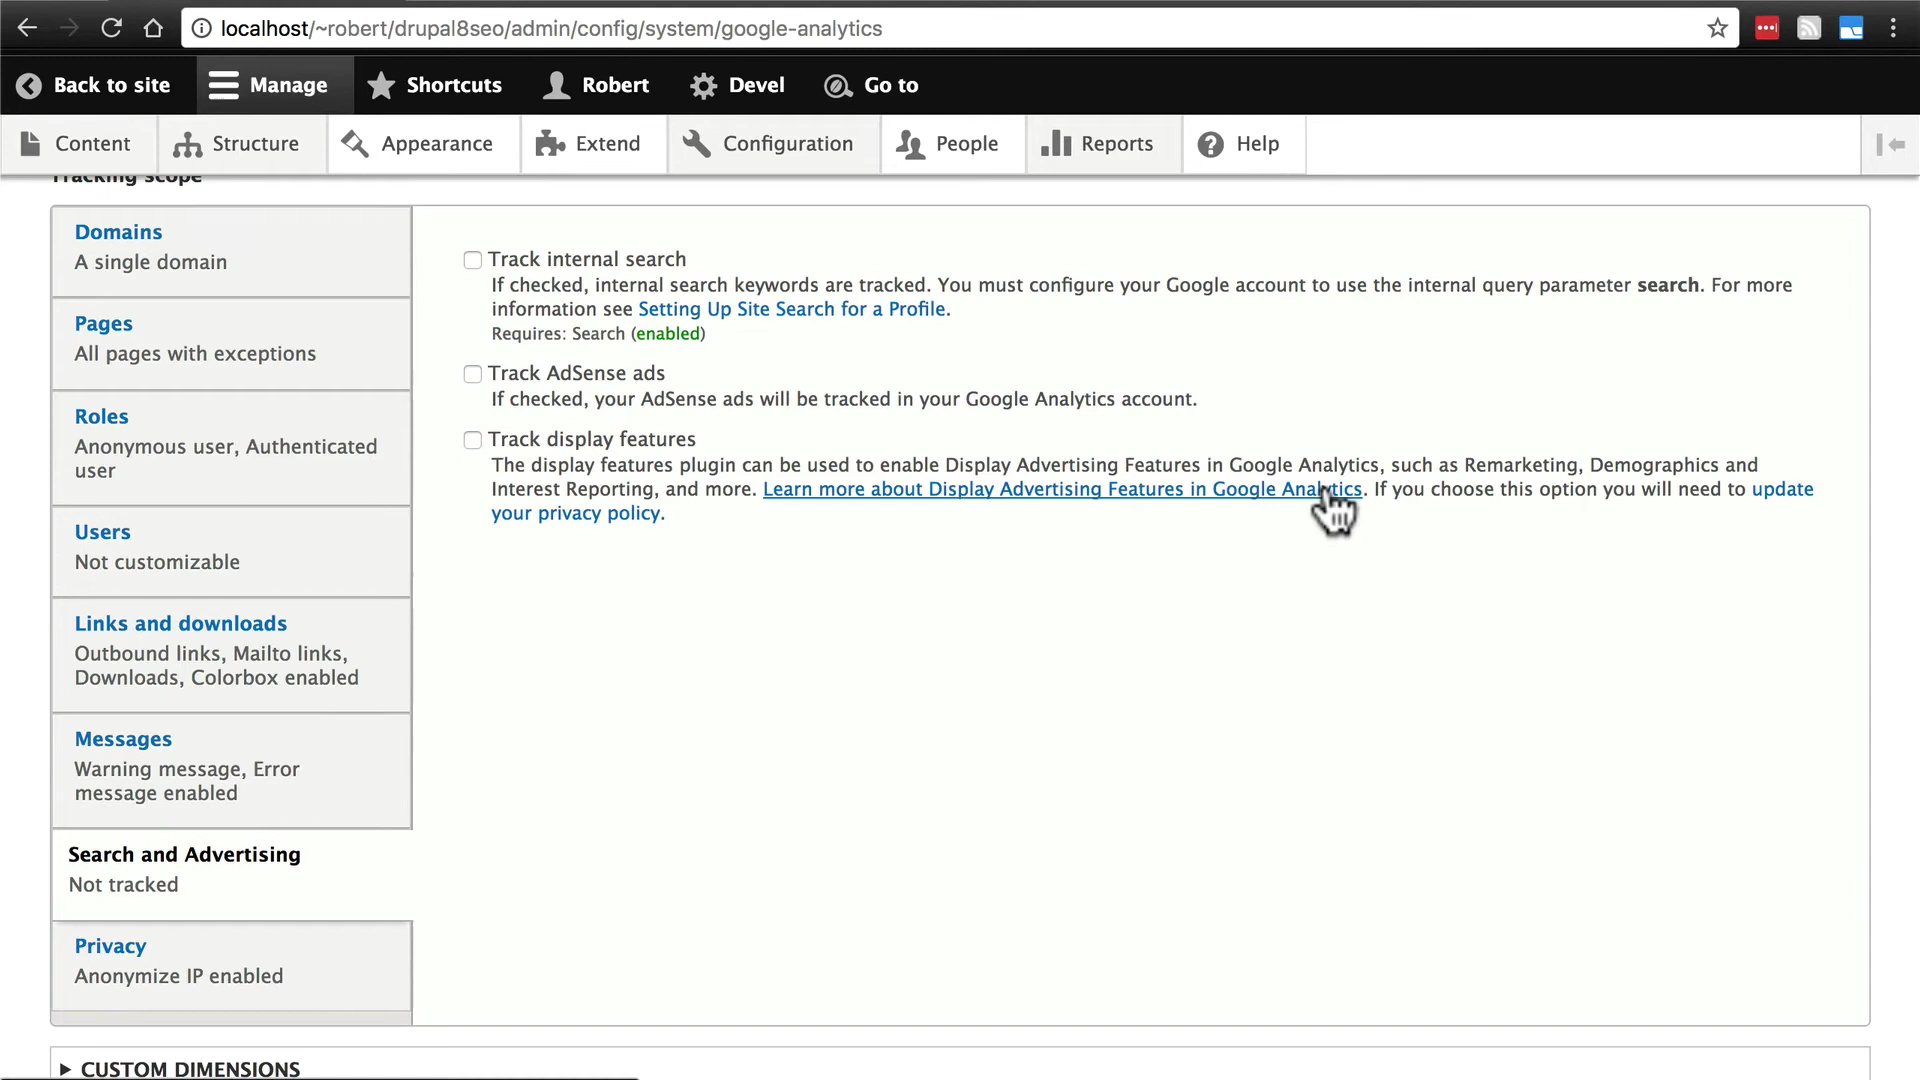 localhost/~robert/drupal8seo/admin/config/system/google-analytics
Back to site Manage Shortcuts Robert Devel Go to
Content Structure Appearance Extend Configuration People Reports Help
Tracking scope
Domains
A single domain
Pages
All pages with exceptions
Roles
Anonymous user, Authenticated
user
Users
Not customizable
Links and downloads
Outbound links, Mailto links,
Downloads, Colorbox enabled
Messages
Warning message, Error
message enabled
Search and Advertising
Not tracked
Privacy
Anonymize IP enabled
Track internal search
If checked, internal search keywords are tracked. You must configure your Google account to use the internal query parameter search. For more
information see Setting Up Site Search for a Profile.
Requires: Search (enabled)
Track AdSense ads
If checked, your AdSense ads will be tracked in your Google Analytics account.
Track display features
The display features plugin can be used to enable Display Advertising Features in Google Analytics, such as Remarketing, Demographics and
Interest Reporting, and more. Learn more about Display Advertising Features in Google Analytics. If you choose this option you will need to update
your privacy policy.
CUSTOM DIMENSIONS